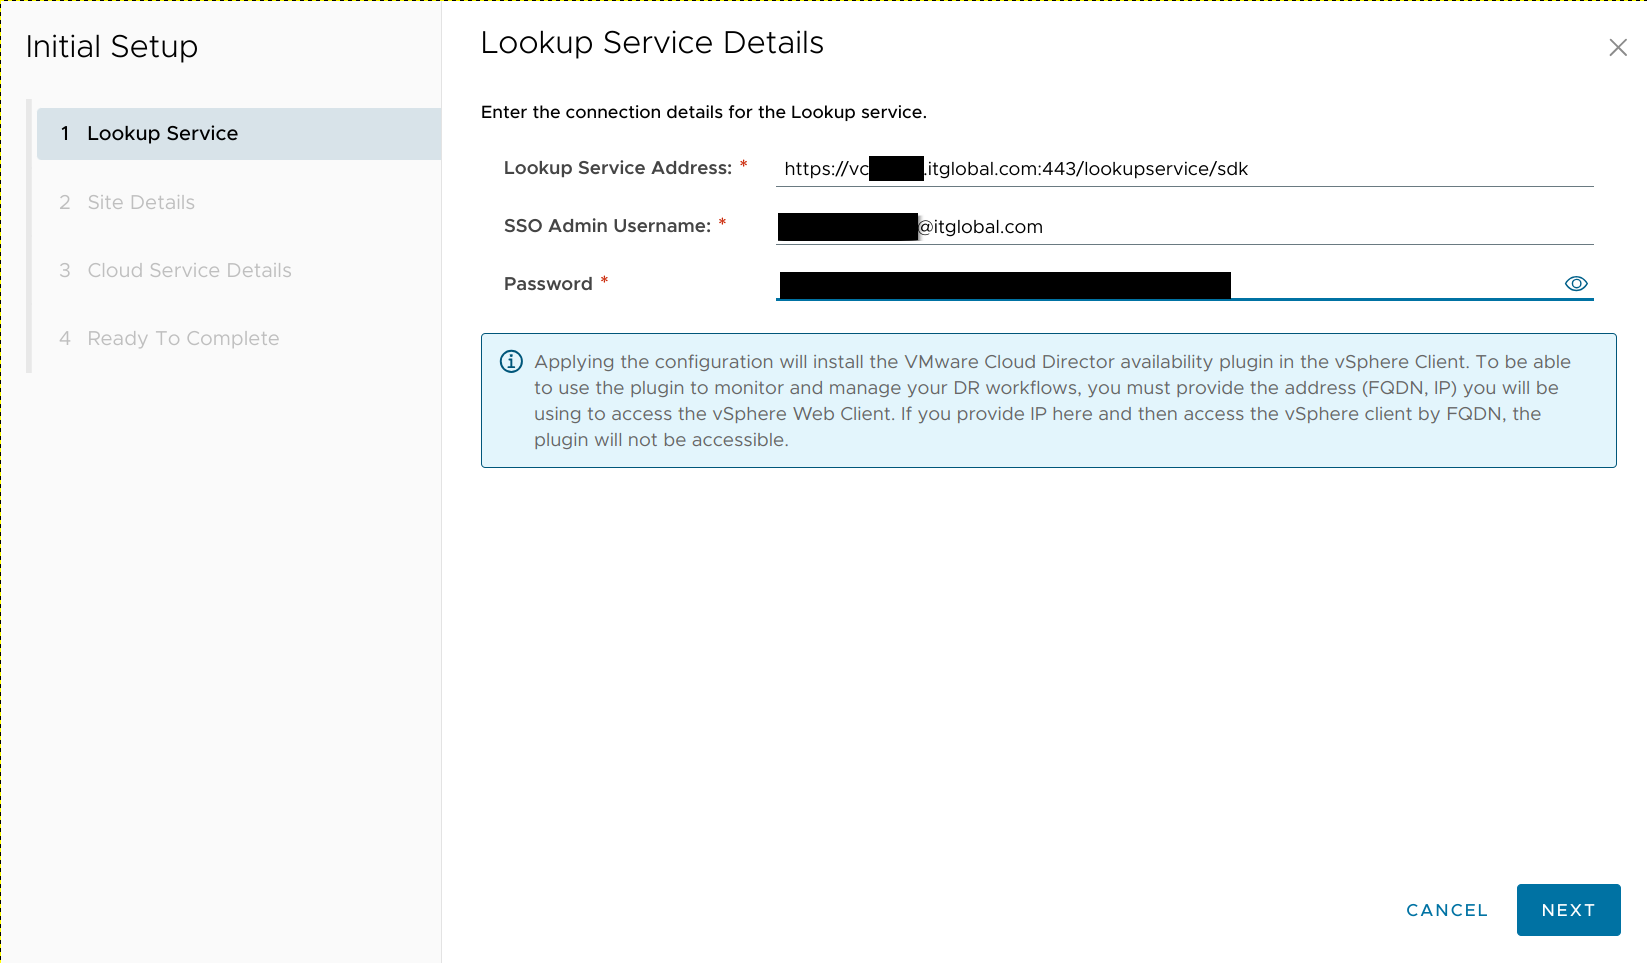 Initial Setup
1 Lookup Service
2 Site Details
3 Cloud Service Details
4 Ready To Complete
Lookup Service Details
Enter the connection details for the Lookup service.
Lookup Service Address: * https://vc .itglobal.com:443/lookupservice/sdk
SSO Admin Username: * @itglobal.com
Password *
Applying the configuration will install the VMware Cloud Director availability plugin in the vSphere Client. To be able
to use the plugin to monitor and manage your DR workflows, you must provide the address (FQDN, IP) you will be
using to access the vSphere Web Client. If you provide IP here and then access the vSphere client by FQDN, the
plugin will not be accessible.
CANCEL NEXT